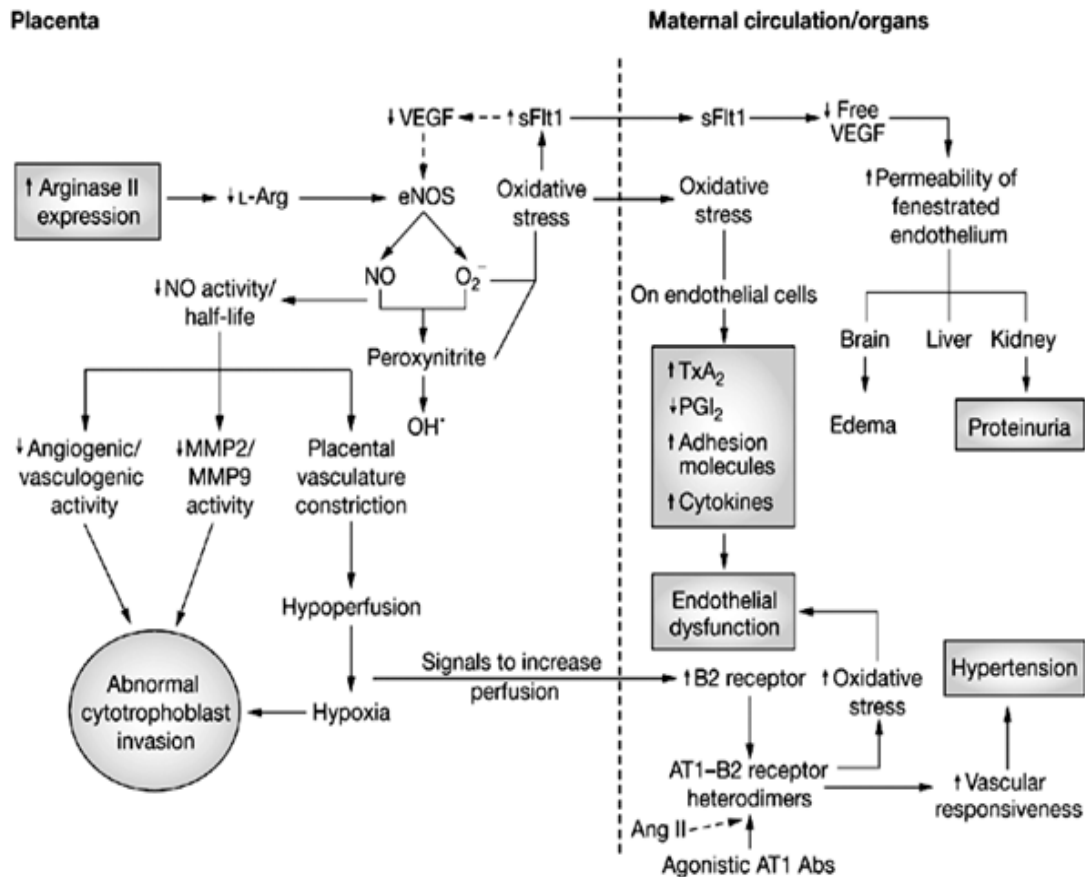 Placenta
Maternal circulation/organs
↓VEGF
↑sFlt1
sFlt1
↓Free
VEGF
↑Arginase II
expression
↓L-Arg
eNOS
Oxidative
stress
Oxidative
stress
↑Permeability of
fenestrated
endothelium
NO
O2−
↓NO activity/
half-life
Peroxynitrite
OH•
On endothelial cells
Brain
Liver
Kidney
Edema
Proteinuria
↑TxA2
↓PGI2
↑Adhesion
molecules
↑Cytokines
↓Angiogenic/
vasculogenic
activity
↓MMP2/
MMP9
activity
Placental
vasculature
constriction
Hypoperfusion
Hypoxia
Abnormal
cytotrophoblast
invasion
Signals to increase
perfusion
Endothelial
dysfunction
↑B2 receptor
↑Oxidative
stress
Hypertension
AT1–B2 receptor
heterodimers
↑Vascular
responsiveness
Ang II
Agonistic AT1 Abs